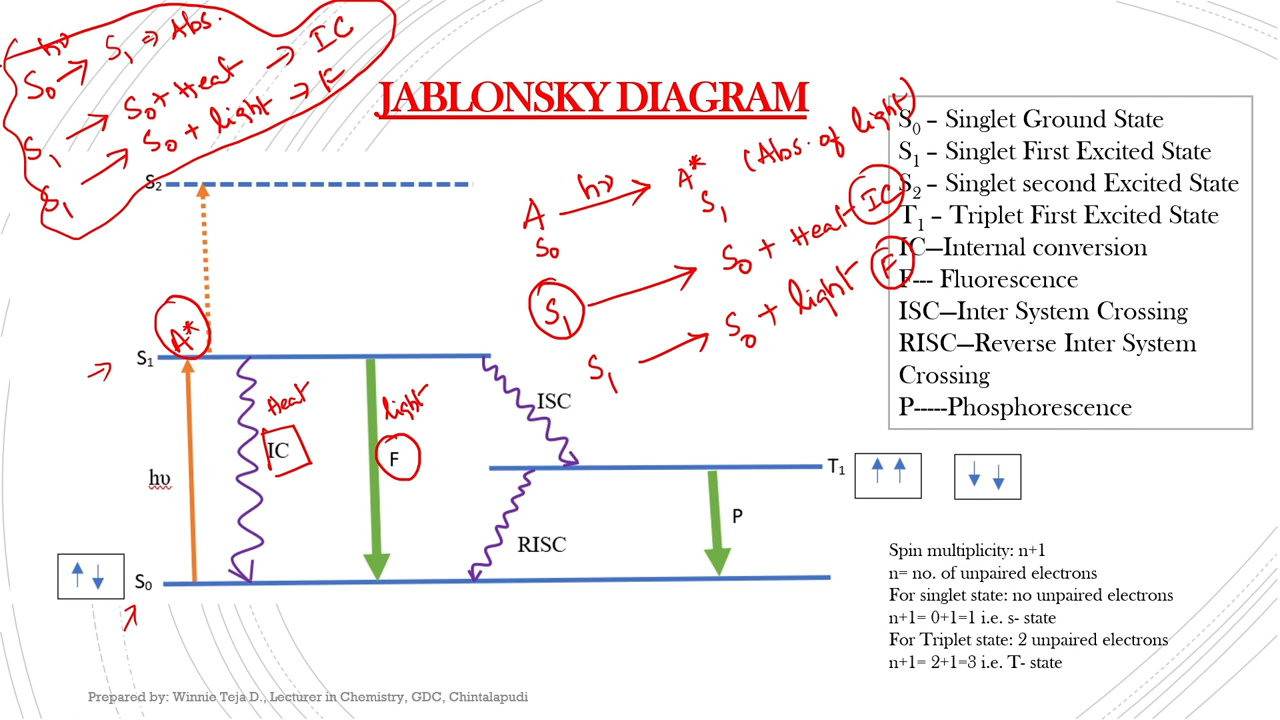 hν
S0 → S1 ⇒ Abs.
S1 → S0 + Heat → IC
S1 → S0 + light → F
JABLONSKY DIAGRAM
S2
A hν → A* (Abs. of light)
S0 S1
S1 → S0 + Heat IC
S1 → S0 + light F
S0 – Singlet Ground State
S1 – Singlet First Excited State
S2 – Singlet second Excited State
T1 – Triplet First Excited State
IC—Internal conversion
F--- Fluorescence
ISC—Inter System Crossing
RISC—Reverse Inter System
Crossing
P-----Phosphorescence
A*
S1
Heat
light
ISC
IC
F
T1
hυ
P
RISC
S0
Spin multiplicity: n+1
n= no. of unpaired electrons
For singlet state: no unpaired electrons
n+1= 0+1=1 i.e. s- state
For Triplet state: 2 unpaired electrons
n+1= 2+1=3 i.e. T- state
Prepared by: Winnie Teja D., Lecturer in Chemistry, GDC, Chintalapudi